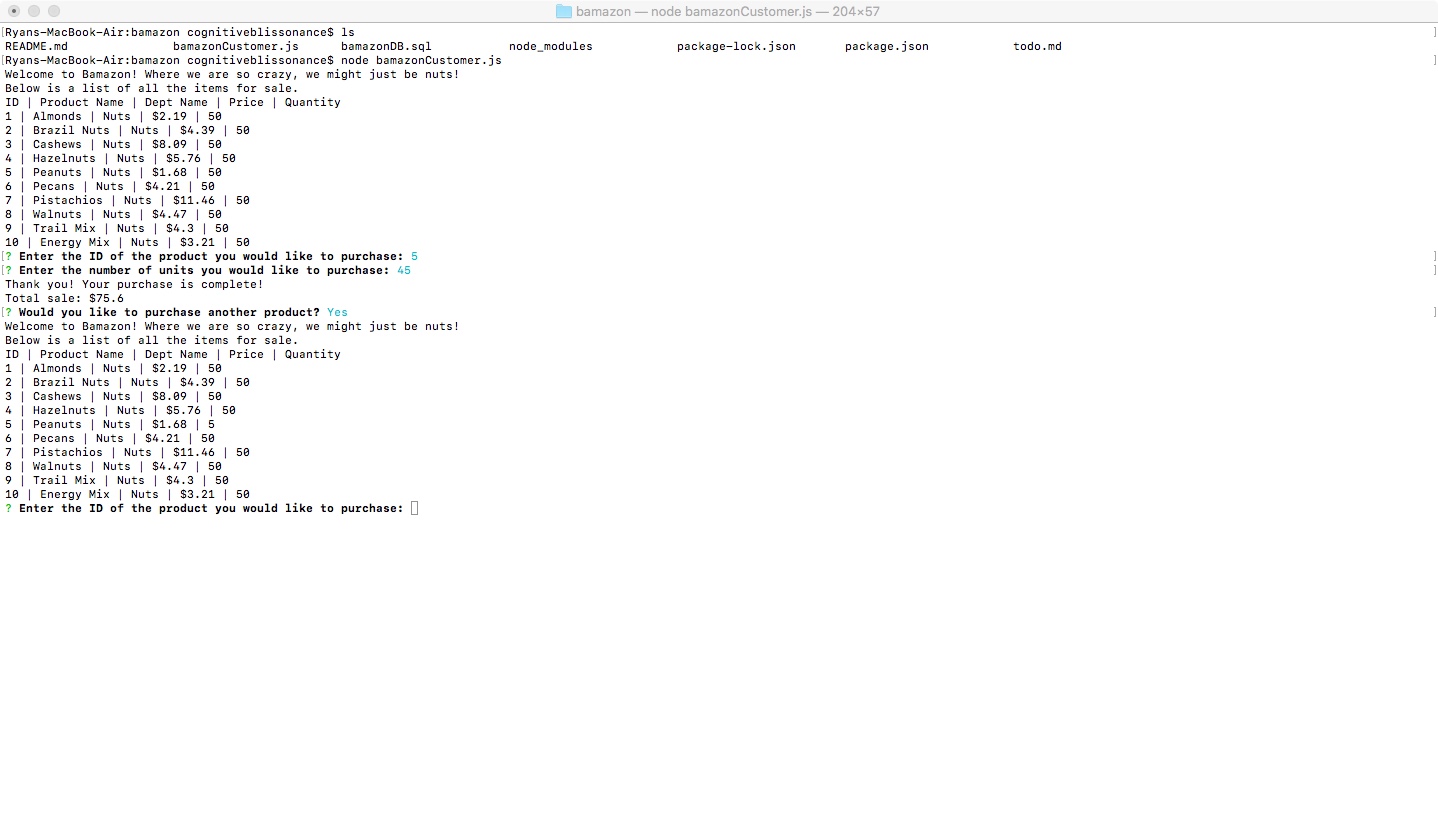 bamazon — node bamazonCustomer.js — 204×57
[Ryans-MacBook-Air:bamazon cognitiveblissonance$ ls ]
README.md bamazonCustomer.js bamazonDB.sql node_modules package-lock.json package.json todo.md
[Ryans-MacBook-Air:bamazon cognitiveblissonance$ node bamazonCustomer.js ]
Welcome to Bamazon! Where we are so crazy, we might just be nuts!
Below is a list of all the items for sale.
ID | Product Name | Dept Name | Price | Quantity
1 | Almonds | Nuts | $2.19 | 50
2 | Brazil Nuts | Nuts | $4.39 | 50
3 | Cashews | Nuts | $8.09 | 50
4 | Hazelnuts | Nuts | $5.76 | 50
5 | Peanuts | Nuts | $1.68 | 50
6 | Pecans | Nuts | $4.21 | 50
7 | Pistachios | Nuts | $11.46 | 50
8 | Walnuts | Nuts | $4.47 | 50
9 | Trail Mix | Nuts | $4.3 | 50
10 | Energy Mix | Nuts | $3.21 | 50
[? Enter the ID of the product you would like to purchase: 5 ]
[? Enter the number of units you would like to purchase: 45 ]
Thank you! Your purchase is complete!
Total sale: $75.6
[? Would you like to purchase another product? Yes ]
Welcome to Bamazon! Where we are so crazy, we might just be nuts!
Below is a list of all the items for sale.
ID | Product Name | Dept Name | Price | Quantity
1 | Almonds | Nuts | $2.19 | 50
2 | Brazil Nuts | Nuts | $4.39 | 50
3 | Cashews | Nuts | $8.09 | 50
4 | Hazelnuts | Nuts | $5.76 | 50
5 | Peanuts | Nuts | $1.68 | 5
6 | Pecans | Nuts | $4.21 | 50
7 | Pistachios | Nuts | $11.46 | 50
8 | Walnuts | Nuts | $4.47 | 50
9 | Trail Mix | Nuts | $4.3 | 50
10 | Energy Mix | Nuts | $3.21 | 50
? Enter the ID of the product you would like to purchase: